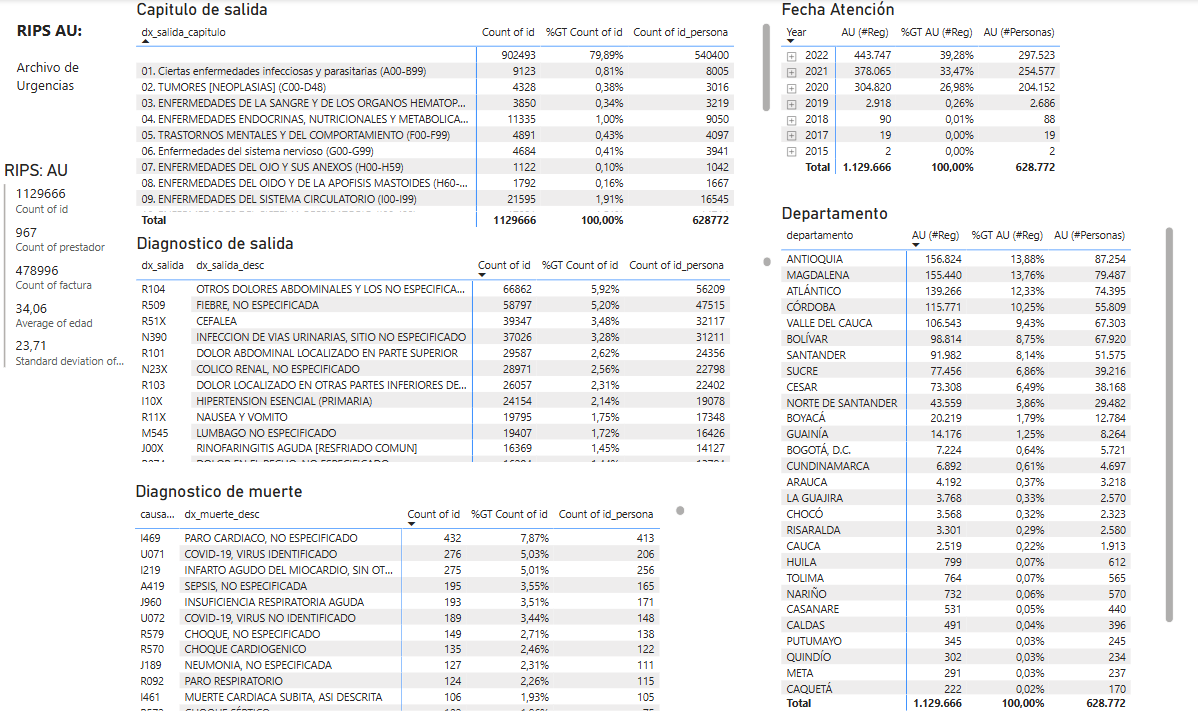 RIPS AU:
Archivo de
Urgencias
RIPS: AU
1129666
Count of id
967
Count of prestador
478996
Count of factura
34,06
Average of edad
23,71
Standard deviation of...
Capitulo de salida
dx_salida_capitulo Count of id %GT Count of id Count of id_persona
902493 79,89% 540400
01. Ciertas enfermedades infecciosas y parasitarias (A00-B99) 9123 0,81% 8005
02. TUMORES [NEOPLASIAS] (C00-D48) 4328 0,38% 3016
03. ENFERMEDADES DE LA SANGRE Y DE LOS ORGANOS HEMATOP... 3850 0,34% 3219
04. ENFERMEDADES ENDOCRINAS, NUTRICIONALES Y METABOLICA... 11335 1,00% 9050
05. TRASTORNOS MENTALES Y DEL COMPORTAMIENTO (F00-F99) 4891 0,43% 4097
06. Enfermedades del sistema nervioso (G00-G99) 4684 0,41% 3941
07. ENFERMEDADES DEL OJO Y SUS ANEXOS (H00-H59) 1122 0,10% 1042
08. ENFERMEDADES DEL OIDO Y DE LA APOFISIS MASTOIDES (H60-... 1792 0,16% 1667
09. ENFERMEDADES DEL SISTEMA CIRCULATORIO (I00-I99) 21595 1,91% 16545
Total 1129666 100,00% 628772
Diagnostico de salida
dx_salida dx_salida_desc Count of id %GT Count of id Count of id_persona
R104 OTROS DOLORES ABDOMINALES Y LOS NO ESPECIFICA... 66862 5,92% 56209
R509 FIEBRE, NO ESPECIFICADA 58797 5,20% 47515
R51X CEFALEA 39347 3,48% 32117
N390 INFECCION DE VIAS URINARIAS, SITIO NO ESPECIFICADO 37026 3,28% 31211
R101 DOLOR ABDOMINAL LOCALIZADO EN PARTE SUPERIOR 29587 2,62% 24356
N23X COLICO RENAL, NO ESPECIFICADO 28971 2,56% 22798
R103 DOLOR LOCALIZADO EN OTRAS PARTES INFERIORES DE... 26057 2,31% 22402
I10X HIPERTENSION ESENCIAL (PRIMARIA) 24154 2,14% 19078
R11X NAUSEA Y VOMITO 19795 1,75% 17348
M545 LUMBAGO NO ESPECIFICADO 19407 1,72% 16426
J00X RINOFARINGITIS AGUDA [RESFRIADO COMUN] 16369 1,45% 14127
Diagnostico de muerte
causa... dx_muerte_desc Count of id %GT Count of id Count of id_persona
I469 PARO CARDIACO, NO ESPECIFICADO 432 7,87% 413
U071 COVID-19, VIRUS IDENTIFICADO 276 5,03% 206
I219 INFARTO AGUDO DEL MIOCARDIO, SIN OT... 275 5,01% 256
A419 SEPSIS, NO ESPECIFICADA 195 3,55% 165
J960 INSUFICIENCIA RESPIRATORIA AGUDA 193 3,51% 171
U072 COVID-19, VIRUS NO IDENTIFICADO 189 3,44% 148
R579 CHOQUE, NO ESPECIFICADO 149 2,71% 138
R570 CHOQUE CARDIOGENICO 135 2,46% 122
J189 NEUMONIA, NO ESPECIFICADA 127 2,31% 111
R092 PARO RESPIRATORIO 124 2,26% 115
I461 MUERTE CARDIACA SUBITA, ASI DESCRITA 106 1,93% 105
Fecha Atención
Year AU (#Reg) %GT AU (#Reg) AU (#Personas)
2022 443.747 39,28% 297.523
2021 378.065 33,47% 254.577
2020 304.820 26,98% 204.152
2019 2.918 0,26% 2.686
2018 90 0,01% 88
2017 19 0,00% 19
2015 2 0,00% 2
Total 1.129.666 100,00% 628.772
Departamento
departamento AU (#Reg) %GT AU (#Reg) AU (#Personas)
ANTIOQUIA 156.824 13,88% 87.254
MAGDALENA 155.440 13,76% 79.487
ATLÁNTICO 139.266 12,33% 74.395
CÓRDOBA 115.771 10,25% 55.809
VALLE DEL CAUCA 106.543 9,43% 67.303
BOLÍVAR 98.814 8,75% 67.920
SANTANDER 91.982 8,14% 51.575
SUCRE 77.456 6,86% 39.216
CESAR 73.308 6,49% 38.168
NORTE DE SANTANDER 43.559 3,86% 29.482
BOYACÁ 20.219 1,79% 12.784
GUAINÍA 14.176 1,25% 8.264
BOGOTÁ, D.C. 7.224 0,64% 5.721
CUNDINAMARCA 6.892 0,61% 4.697
ARAUCA 4.192 0,37% 3.218
LA GUAJIRA 3.768 0,33% 2.570
CHOCÓ 3.568 0,32% 2.323
RISARALDA 3.301 0,29% 2.580
CAUCA 2.519 0,22% 1.913
HUILA 799 0,07% 612
TOLIMA 764 0,07% 565
NARIÑO 732 0,06% 570
CASANARE 531 0,05% 440
CALDAS 491 0,04% 396
PUTUMAYO 345 0,03% 245
QUINDÍO 302 0,03% 234
META 291 0,03% 237
CAQUETÁ 222 0,02% 170
Total 1.129.666 100,00% 628.772